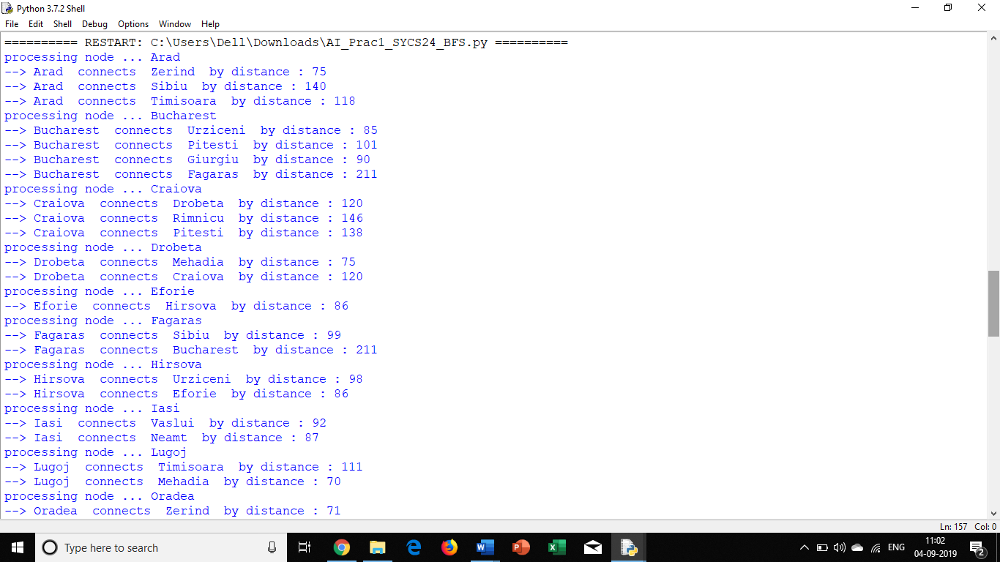 Python 3.7.2 Shell
File Edit Shell Debug Options Window Help
========== RESTART: C:\Users\Dell\Downloads\AI_Prac1_SYCS24_BFS.py ==========
processing node ... Arad
--> Arad  connects  Zerind  by distance : 75
--> Arad  connects  Sibiu  by distance : 140
--> Arad  connects  Timisoara  by distance : 118
processing node ... Bucharest
--> Bucharest  connects  Urziceni  by distance : 85
--> Bucharest  connects  Pitesti  by distance : 101
--> Bucharest  connects  Giurgiu  by distance : 90
--> Bucharest  connects  Fagaras  by distance : 211
processing node ... Craiova
--> Craiova  connects  Drobeta  by distance : 120
--> Craiova  connects  Rimnicu  by distance : 146
--> Craiova  connects  Pitesti  by distance : 138
processing node ... Drobeta
--> Drobeta  connects  Mehadia  by distance : 75
--> Drobeta  connects  Craiova  by distance : 120
processing node ... Eforie
--> Eforie  connects  Hirsova  by distance : 86
processing node ... Fagaras
--> Fagaras  connects  Sibiu  by distance : 99
--> Fagaras  connects  Bucharest  by distance : 211
processing node ... Hirsova
--> Hirsova  connects  Urziceni  by distance : 98
--> Hirsova  connects  Eforie  by distance : 86
processing node ... Iasi
--> Iasi  connects  Vaslui  by distance : 92
--> Iasi  connects  Neamt  by distance : 87
processing node ... Lugoj
--> Lugoj  connects  Timisoara  by distance : 111
--> Lugoj  connects  Mehadia  by distance : 70
processing node ... Oradea
--> Oradea  connects  Zerind  by distance : 71
Ln: 157 Col: 0
Type here to search
ENG
11:02
04-09-2019
2